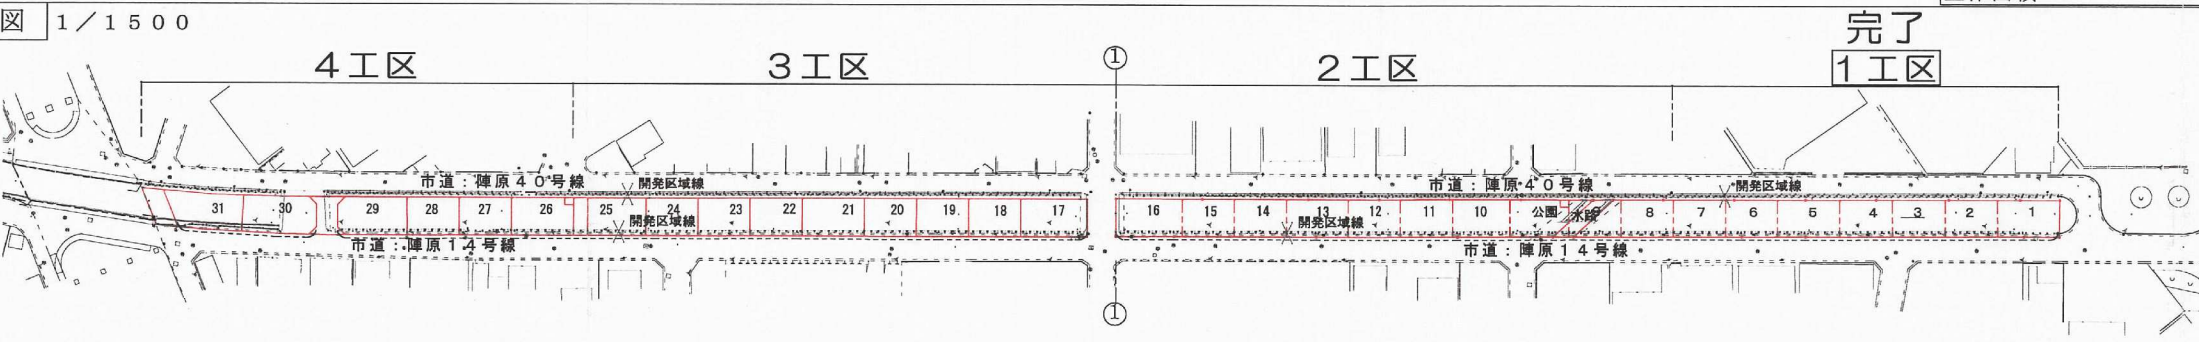 図 1/1500
完了
4工区 3工区 ① 2工区 1工区
市道:陣原40号線 開発区域線 市道:陣原40号線 開発区域線
31 30 29 28 27 26 25 24 23 22 21 20 19 18 17 16 15 14 13 12 11 10 公園 水路 8 7 6 5 4 3 2 1
開発区域線 開発区域線
市道:陣原14号線 市道:陣原14号線
①